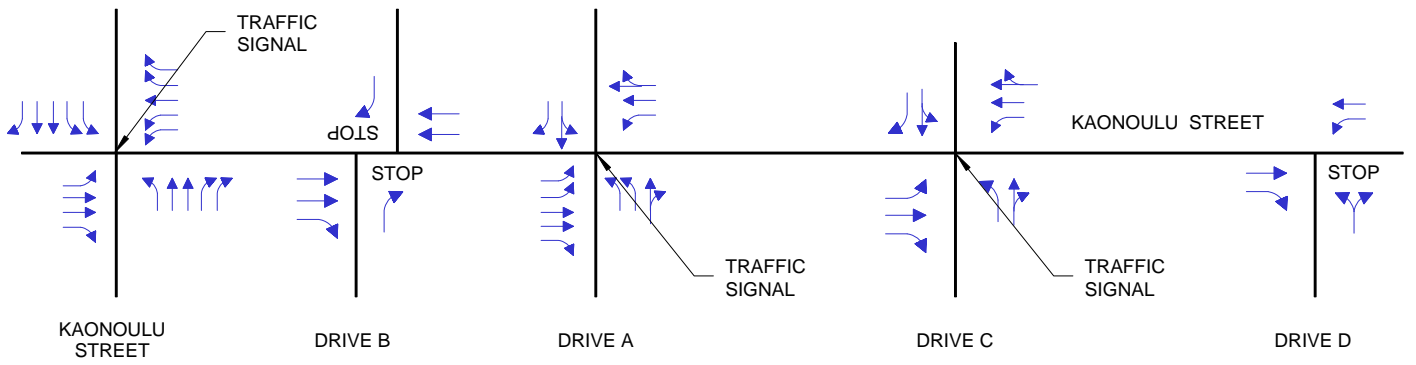 TRAFFIC
SIGNAL
STOP
KAONOULU STREET
STOP
STOP
TRAFFIC
SIGNAL
TRAFFIC
SIGNAL
KAONOULU
STREET
DRIVE B
DRIVE A
DRIVE C
DRIVE D